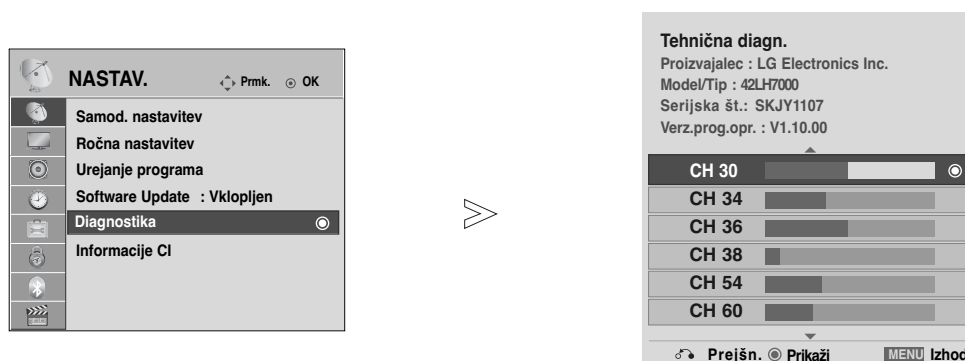 NASTAV. Prmk. OK
Samod. nastavitev
Ročna nastavitev
Urejanje programa
Software Update : Vklopljen
Diagnostika
Informacije CI
Tehnična diagn.
Proizvajalec : LG Electronics Inc.
Model/Tip : 42LH7000
Serijska št.: SKJY1107
Verz.prog.opr. : V1.10.00
CH 30
CH 34
CH 36
CH 38
CH 54
CH 60
Prejšn. Prikaži MENU Izhod